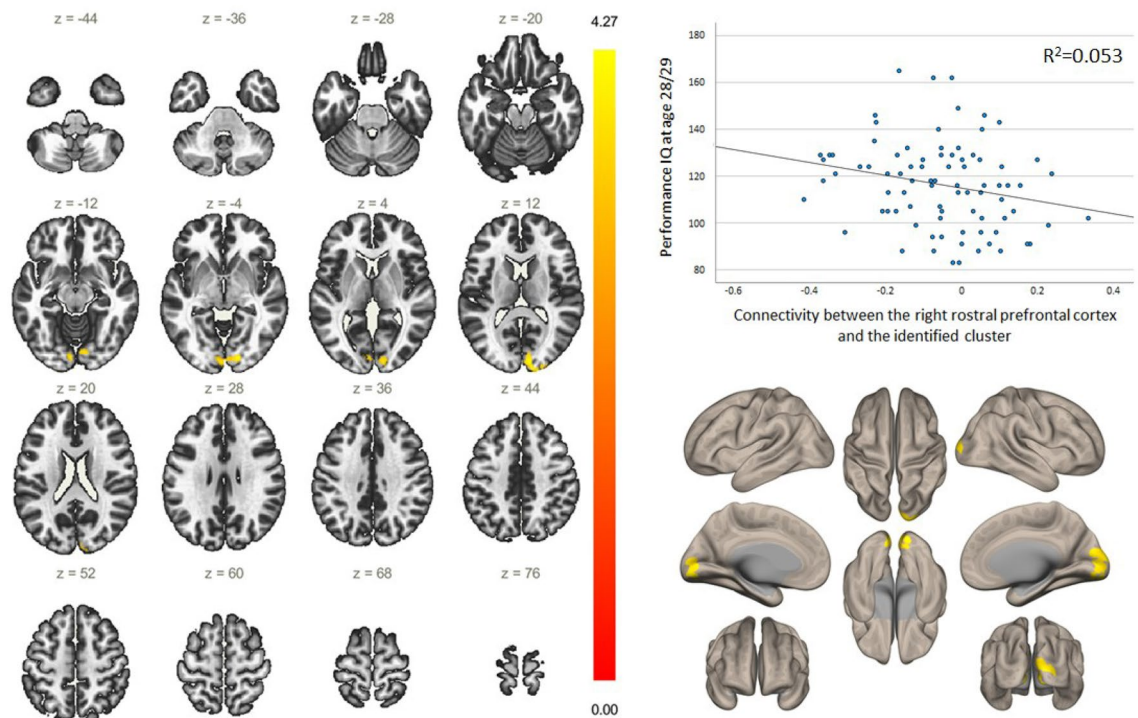 z = -44
z = -36
z = -28
z = -20
4.27
z = -12
z = -4
z = 4
z = 12
z = 20
z = 28
z = 36
z = 44
z = 52
z = 60
z = 68
z = 76
0.00
180
160
140
120
100
80
Performance IQ at age 28/29
R²=0.053
-0.6
-0.4
-0.2
0
0.2
0.4
Connectivity between the right rostral prefrontal cortex
and the identified cluster